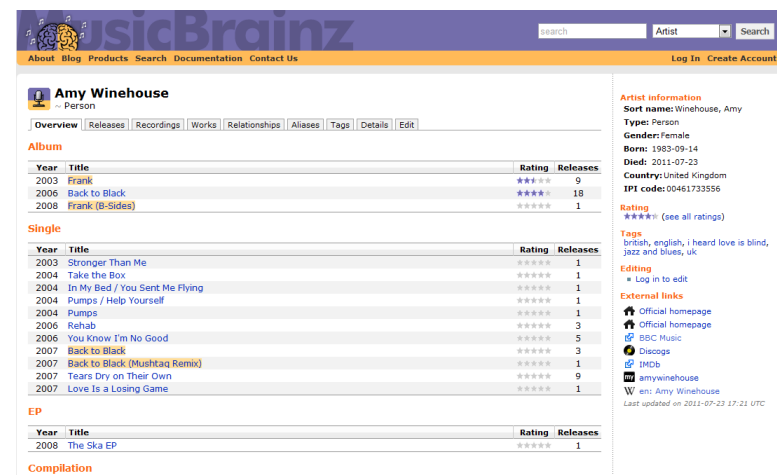 MusicBrainz
search Artist Search
About Blog Products Search Documentation Contact Us Log In Create Account
Amy Winehouse
~ Person
Overview Releases Recordings Works Relationships Aliases Tags Details Edit
Album
Year Title Rating Releases
2003 Frank 9
2006 Back to Black 18
2008 Frank (B-Sides) 1
Single
Year Title Rating Releases
2003 Stronger Than Me 1
2004 Take the Box 1
2004 In My Bed / You Sent Me Flying 1
2004 Pumps / Help Yourself 1
2004 Pumps 1
2006 Rehab 3
2006 You Know I'm No Good 5
2007 Back to Black 3
2007 Back to Black (Mushtaq Remix) 1
2007 Tears Dry on Their Own 9
2007 Love Is a Losing Game 1
EP
Year Title Rating Releases
2008 The Ska EP 1
Compilation
Artist information
Sort name: Winehouse, Amy
Type: Person
Gender: Female
Born: 1983-09-14
Died: 2011-07-23
Country: United Kingdom
IPI code: 00461733556
Rating
(see all ratings)
Tags
british, english, i heard love is blind,
jazz and blues, uk
Editing
Log in to edit
External links
Official homepage
Official homepage
BBC Music
Discogs
IMDb
my amywinehouse
W en: Amy Winehouse
Last updated on 2011-07-23 17:21 UTC